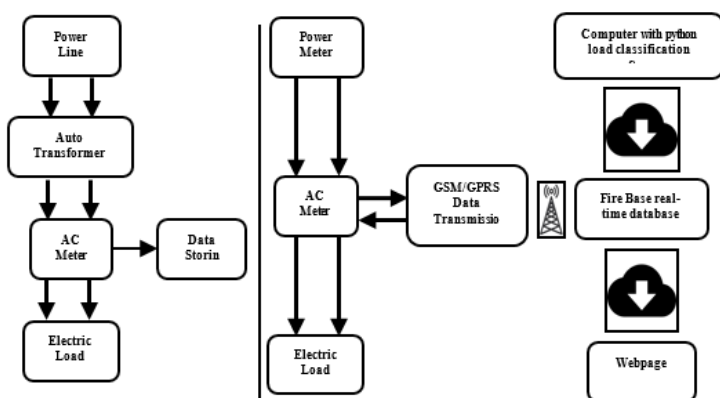 Power
Line
Auto
Transformer
AC
Meter
Data
Storin
Electric
Load
Power
Meter
AC
Meter
GSM/GPRS
Data
Transmissio
Electric
Load
Computer with python
load classification
Fire Base real-
time database
Webpage